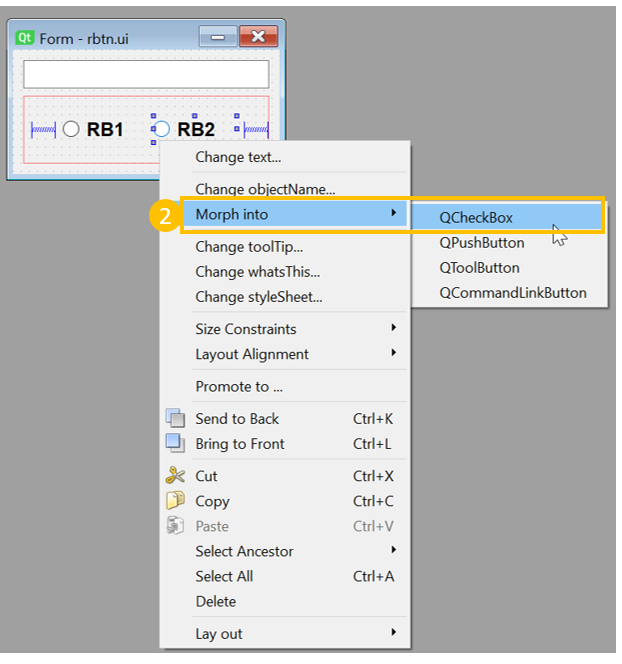 Qt Form - rbtn.ui
RB1 RB2
Change text...
Change objectName...
2 Morph into
QCheckBox
QPushButton
QToolButton
QCommandLinkButton
Change toolTip...
Change whatsThis...
Change styleSheet...
Size Constraints
Layout Alignment
Promote to ...
Send to Back Ctrl+K
Bring to Front Ctrl+L
Cut Ctrl+X
Copy Ctrl+C
Paste Ctrl+V
Select Ancestor
Select All Ctrl+A
Delete
Lay out